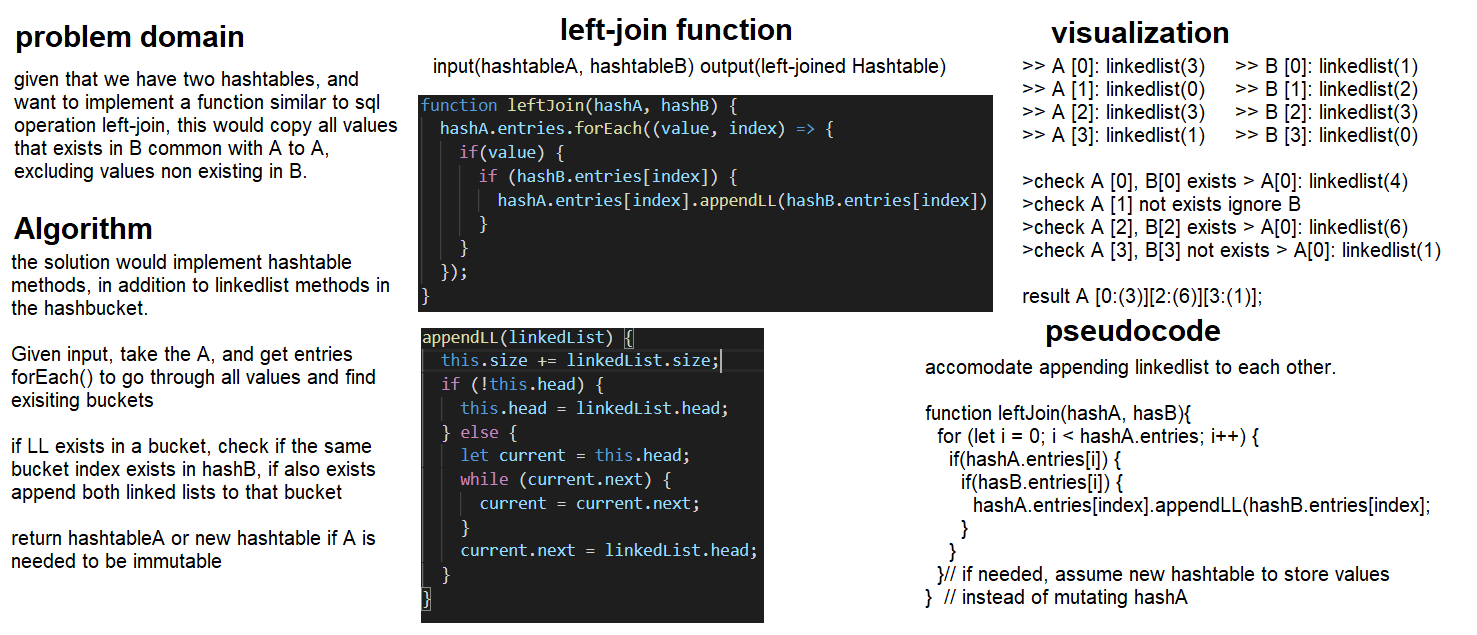 problem domain
given that we have two hashtables, and
want to implement a function similar to sql
operation left-join, this would copy all values
that exists in B common with A to A,
excluding values non existing in B.
Algorithm
the solution would implement hashtable
methods, in addition to linkedlist methods in
the hashbucket.
Given input, take the A, and get entries
forEach() to go through all values and find
exisiting buckets
if LL exists in a bucket, check if the same
bucket index exists in hashB, if also exists
append both linked lists to that bucket
return hashtableA or new hashtable if A is
needed to be immutable
left-join function
input(hashtableA, hashtableB) output(left-joined Hashtable)
function leftJoin(hashA, hashB) {
hashA.entries.forEach((value, index) => {
if(value) {
if (hashB.entries[index]) {
hashA.entries[index].appendLL(hashB.entries[index])
}
}
});
}
appendLL(linkedList) {
this.size += linkedList.size;
if (!this.head) {
this.head = linkedList.head;
} else {
let current = this.head;
while (current.next) {
current = current.next;
}
current.next = linkedList.head;
}
}
visualization
>> A [0]: linkedlist(3) >> B [0]: linkedlist(1)
>> A [1]: linkedlist(0) >> B [1]: linkedlist(2)
>> A [2]: linkedlist(3) >> B [2]: linkedlist(3)
>> A [3]: linkedlist(1) >> B [3]: linkedlist(0)
>check A [0], B[0] exists > A[0]: linkedlist(4)
>check A [1] not exists ignore B
>check A [2], B[2] exists > A[0]: linkedlist(6)
>check A [3], B[3] not exists > A[0]: linkedlist(1)
result A [0:(3)][2:(6)][3:(1)];
pseudocode
accomodate appending linkedlist to each other.
function leftJoin(hashA, hasB){
for (let i = 0; i < hashA.entries; i++) {
if(hashA.entries[i]) {
if(hasB.entries[i]) {
hashA.entries[index].appendLL(hashB.entries[index];
}
}
}// if needed, assume new hashtable to store values
} // instead of mutating hashA